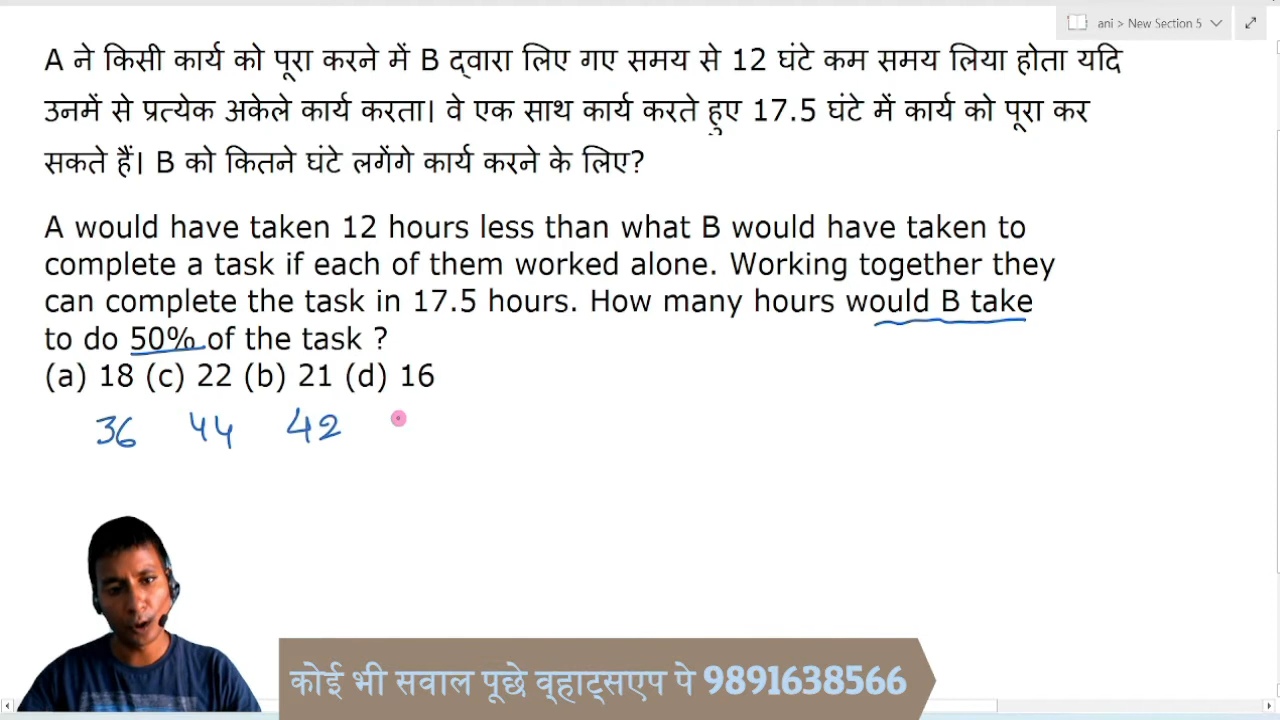 ani > New Section 5
A ने किसी कार्य को पूरा करने में B द्वारा लिए गए समय से 12 घंटे कम समय लिया होता यदि
उनमें से प्रत्येक अकेले कार्य करता। वे एक साथ कार्य करते हुए 17.5 घंटे में कार्य को पूरा कर
सकते हैं। B को कितने घंटे लगेंगे कार्य करने के लिए?
A would have taken 12 hours less than what B would have taken to
complete a task if each of them worked alone. Working together they
can complete the task in 17.5 hours. How many hours would B take
to do 50% of the task ?
(a) 18 (c) 22 (b) 21 (d) 16
36 44 42
कोई भी सवाल पूछे व्हाट्सएप पे 9891638566